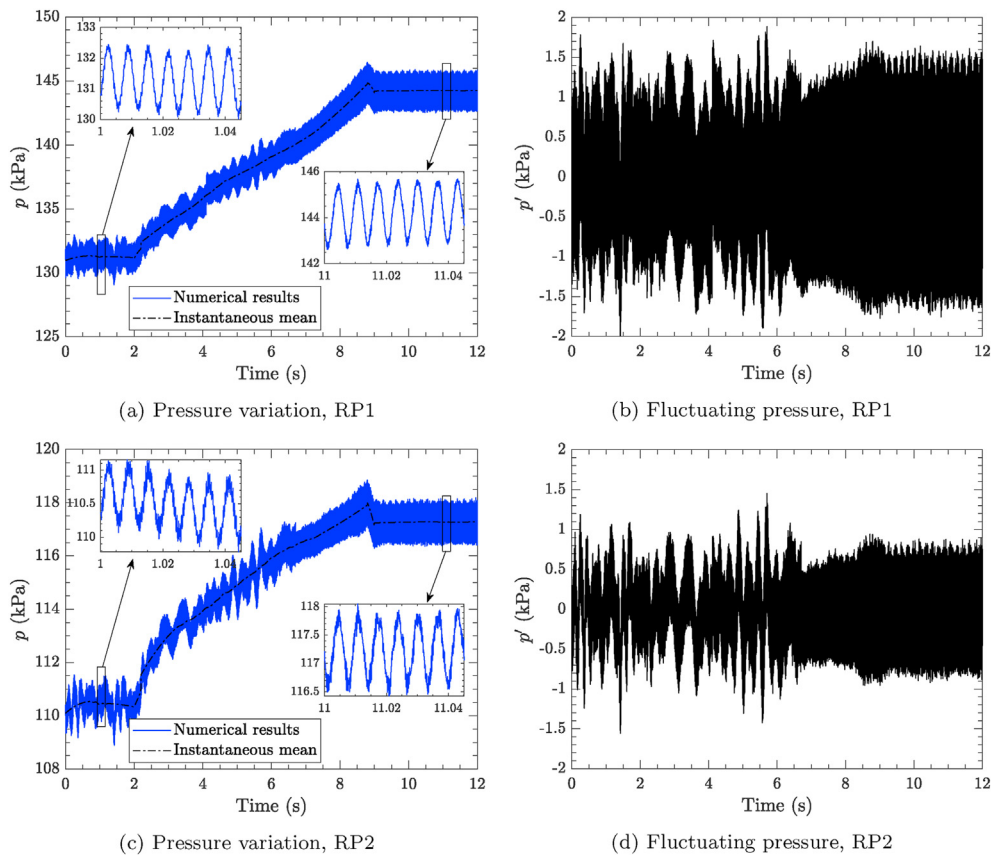 150
145
140
135
130
125
p (kPa)
133
132
131
130
1 1.02 1.04
146
144
142
11 11.02 11.04
Numerical results
Instantaneous mean
0 2 4 6 8 10 12
Time (s)
(a) Pressure variation, RP1
2
1.5
1
0.5
0
-0.5
-1
-1.5
-2
p′ (kPa)
0 2 4 6 8 10 12
Time (s)
(b) Fluctuating pressure, RP1
120
118
116
114
112
110
108
p (kPa)
111
110.5
110
1 1.02 1.04
118
117.5
117
116.5
11 11.02 11.04
Numerical results
Instantaneous mean
0 2 4 6 8 10 12
Time (s)
(c) Pressure variation, RP2
2
1.5
1
0.5
0
-0.5
-1
-1.5
-2
p′ (kPa)
0 2 4 6 8 10 12
Time (s)
(d) Fluctuating pressure, RP2